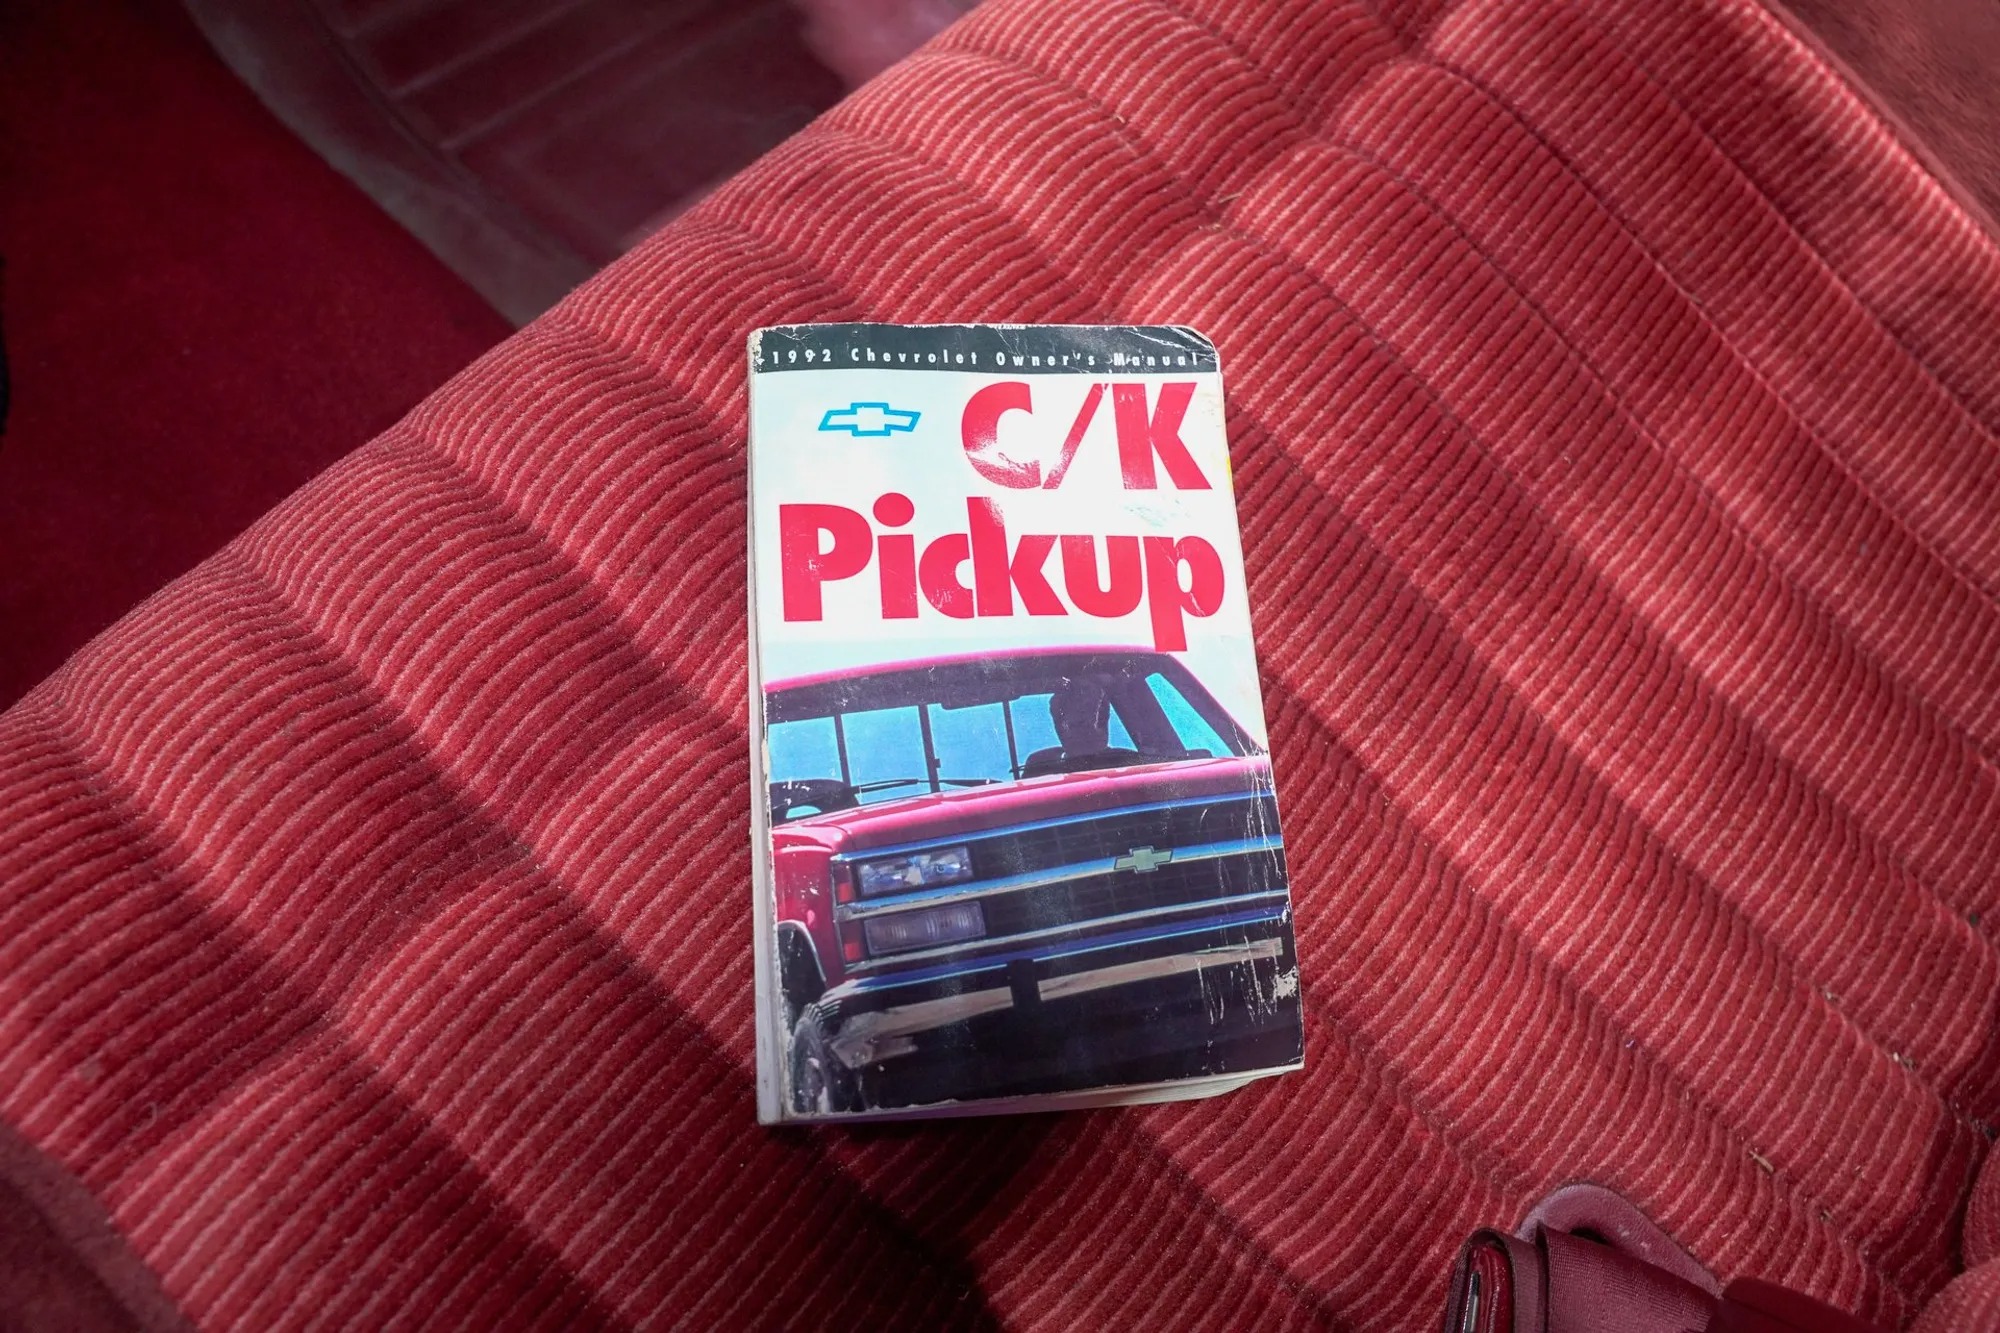 1992 Chevrolet Owner's Manual
C/K
Pickup